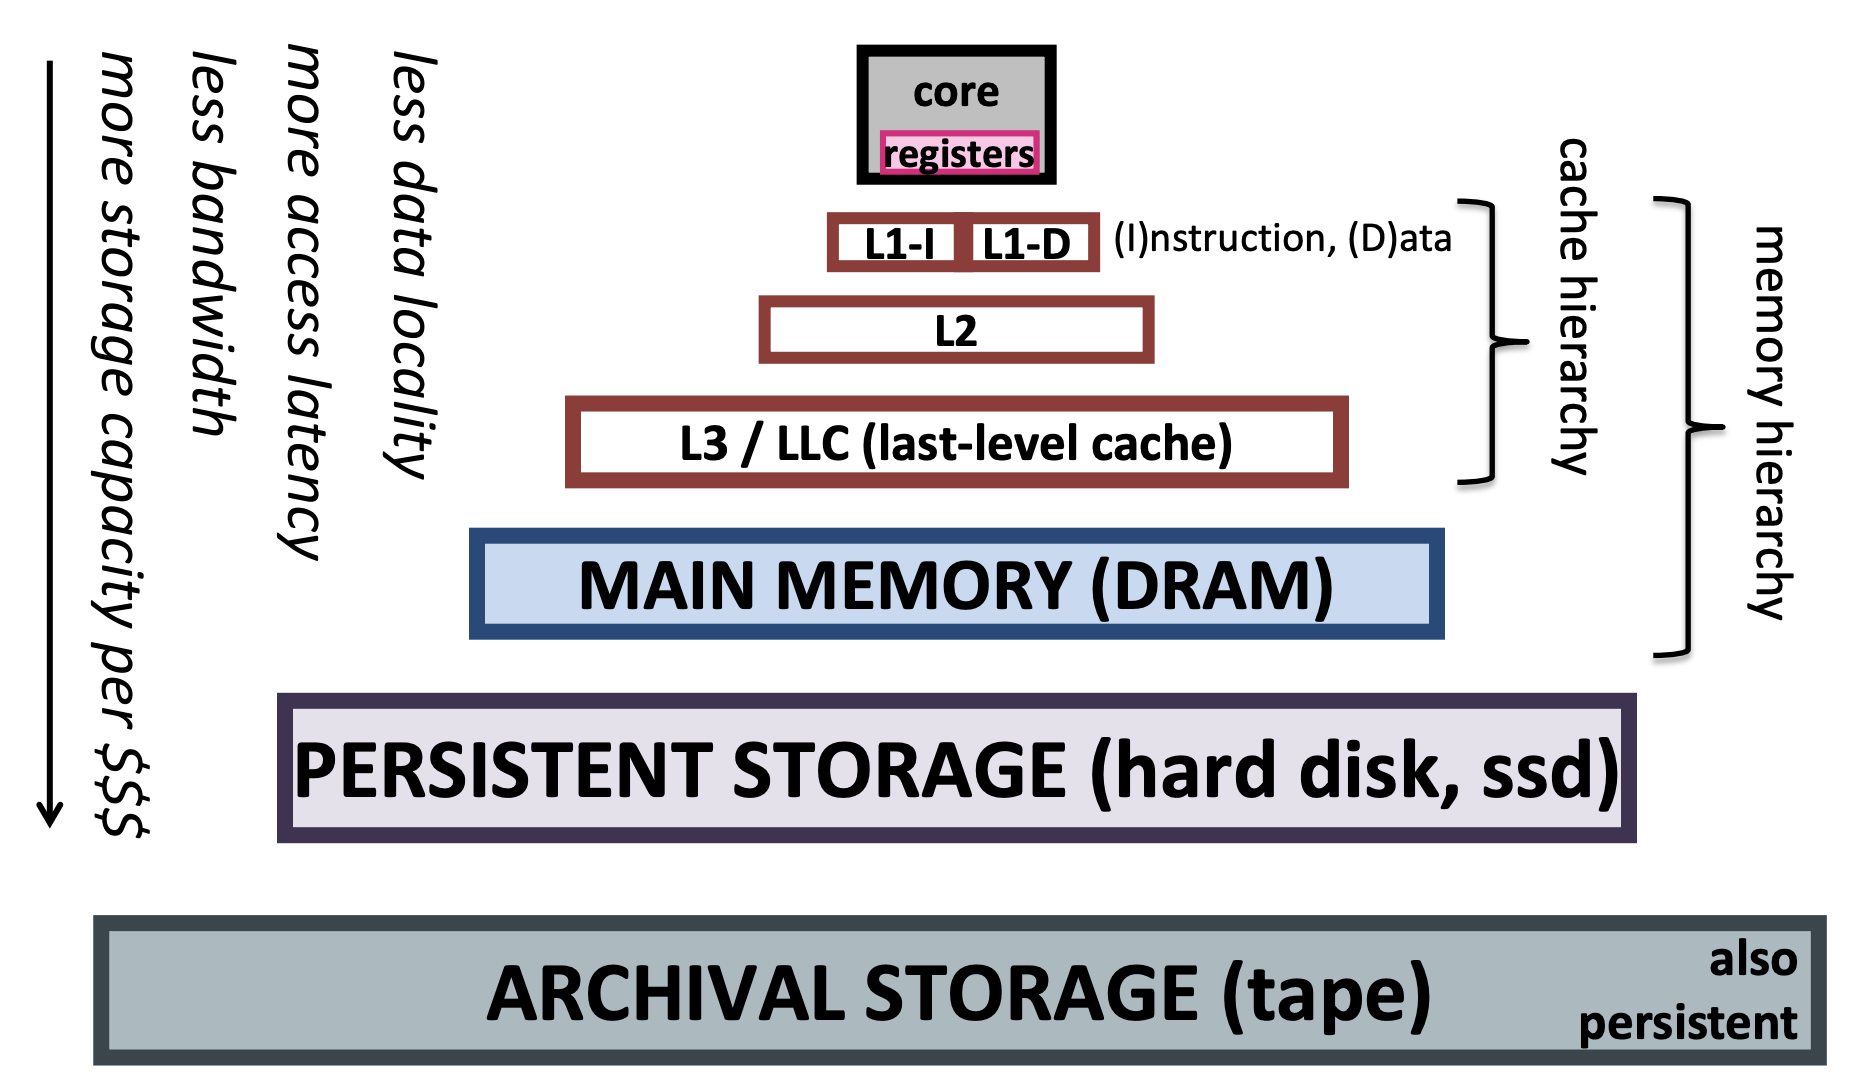 more storage capacity per $$$
less bandwidth
more access latency
less data locality
core
registers
L1-I
L1-D
(I)nstruction, (D)ata
L2
L3 / LLC (last-level cache)
cache hierarchy
memory hierarchy
MAIN MEMORY (DRAM)
PERSISTENT STORAGE (hard disk, ssd)
ARCHIVAL STORAGE (tape)
also
persistent